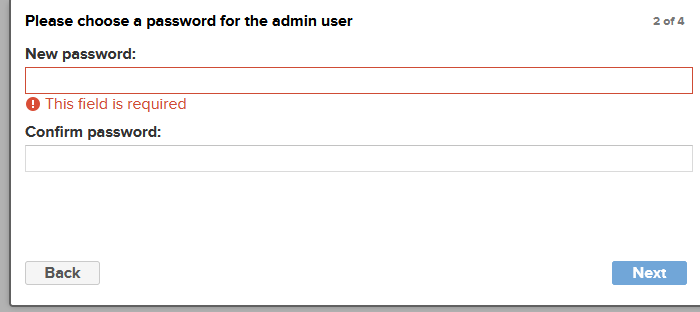 Please choose a password for the admin user
2 of 4
New password:
This field is required
Confirm password:
Back
Next